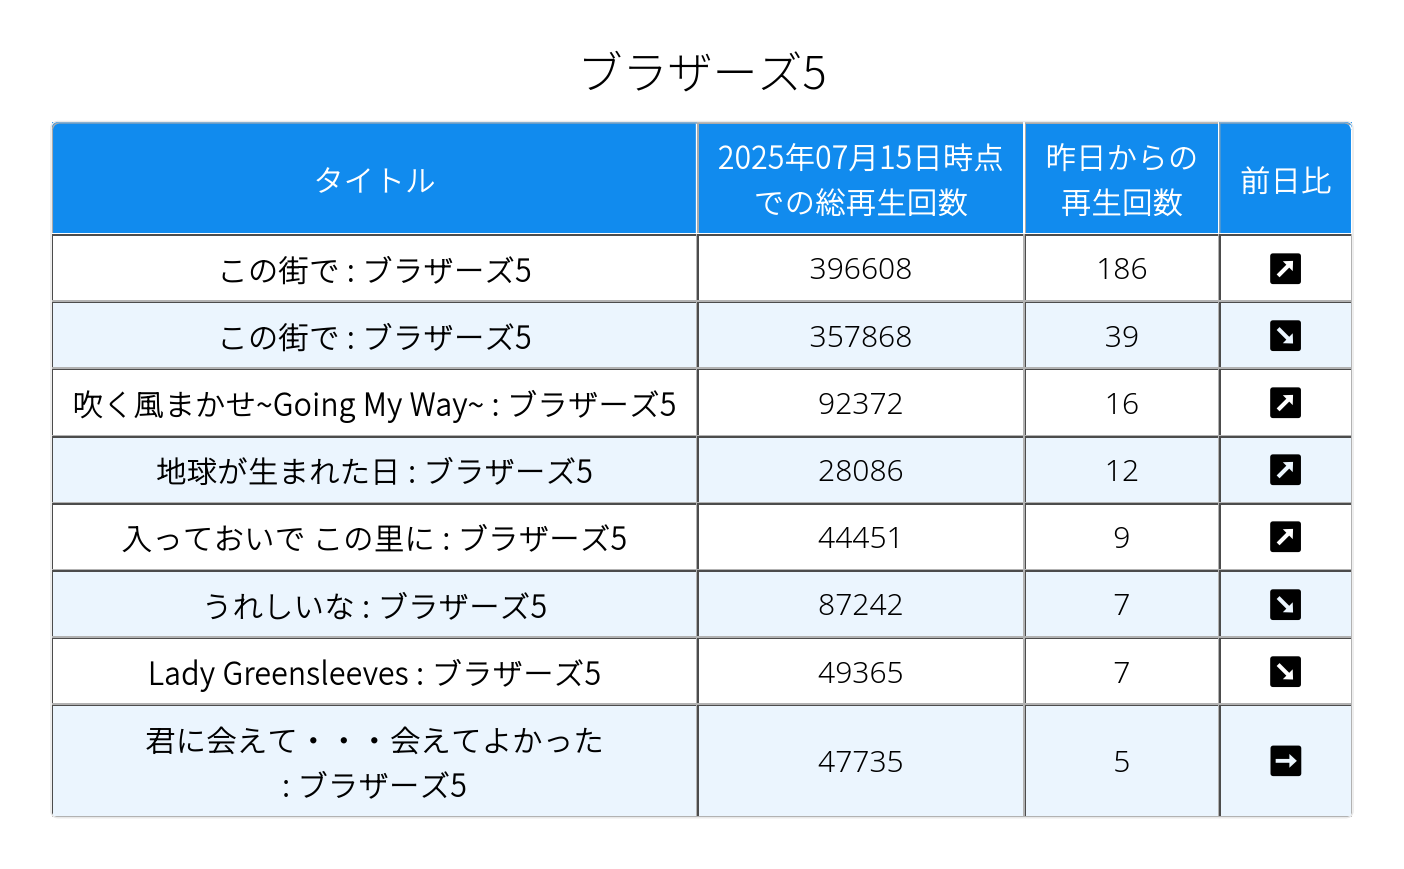 ブラザーズ5
タイトル
2025年07月15日時点
での総再生回数
昨日からの
再生回数
前日比
この街で : ブラザーズ5
396608
186
この街で : ブラザーズ5
357868
39
吹く風まかせ~Going My Way~ : ブラザーズ5
92372
16
地球が生まれた日 : ブラザーズ5
28086
12
入っておいで この里に : ブラザーズ5
44451
9
うれしいな : ブラザーズ5
87242
7
Lady Greensleeves : ブラザーズ5
49365
7
君に会えて・・・会えてよかった
: ブラザーズ5
47735
5